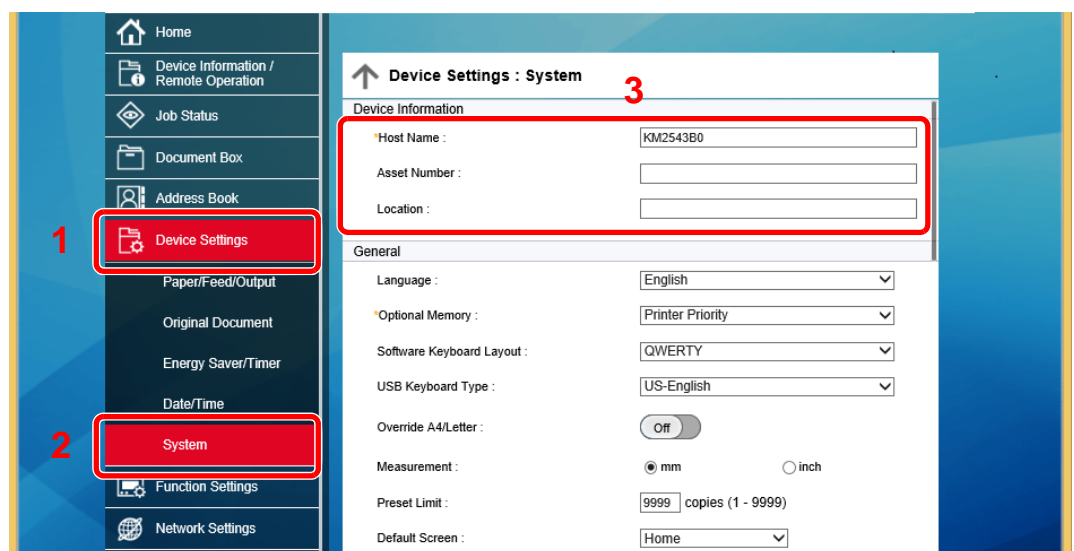 Home
Device Information /
Remote Operation
Job Status
Document Box
Address Book
1
Device Settings
Paper/Feed/Output
Original Document
Energy Saver/Timer
Date/Time
2
System
Function Settings
Network Settings
Device Settings : System
3
Device Information
*Host Name : KM2543B0
Asset Number :
Location :
General
Language : English
*Optional Memory : Printer Priority
Software Keyboard Layout : QWERTY
USB Keyboard Type : US-English
Override A4/Letter : Off
Measurement : mm inch
Preset Limit : 9999 copies (1 - 9999)
Default Screen : Home